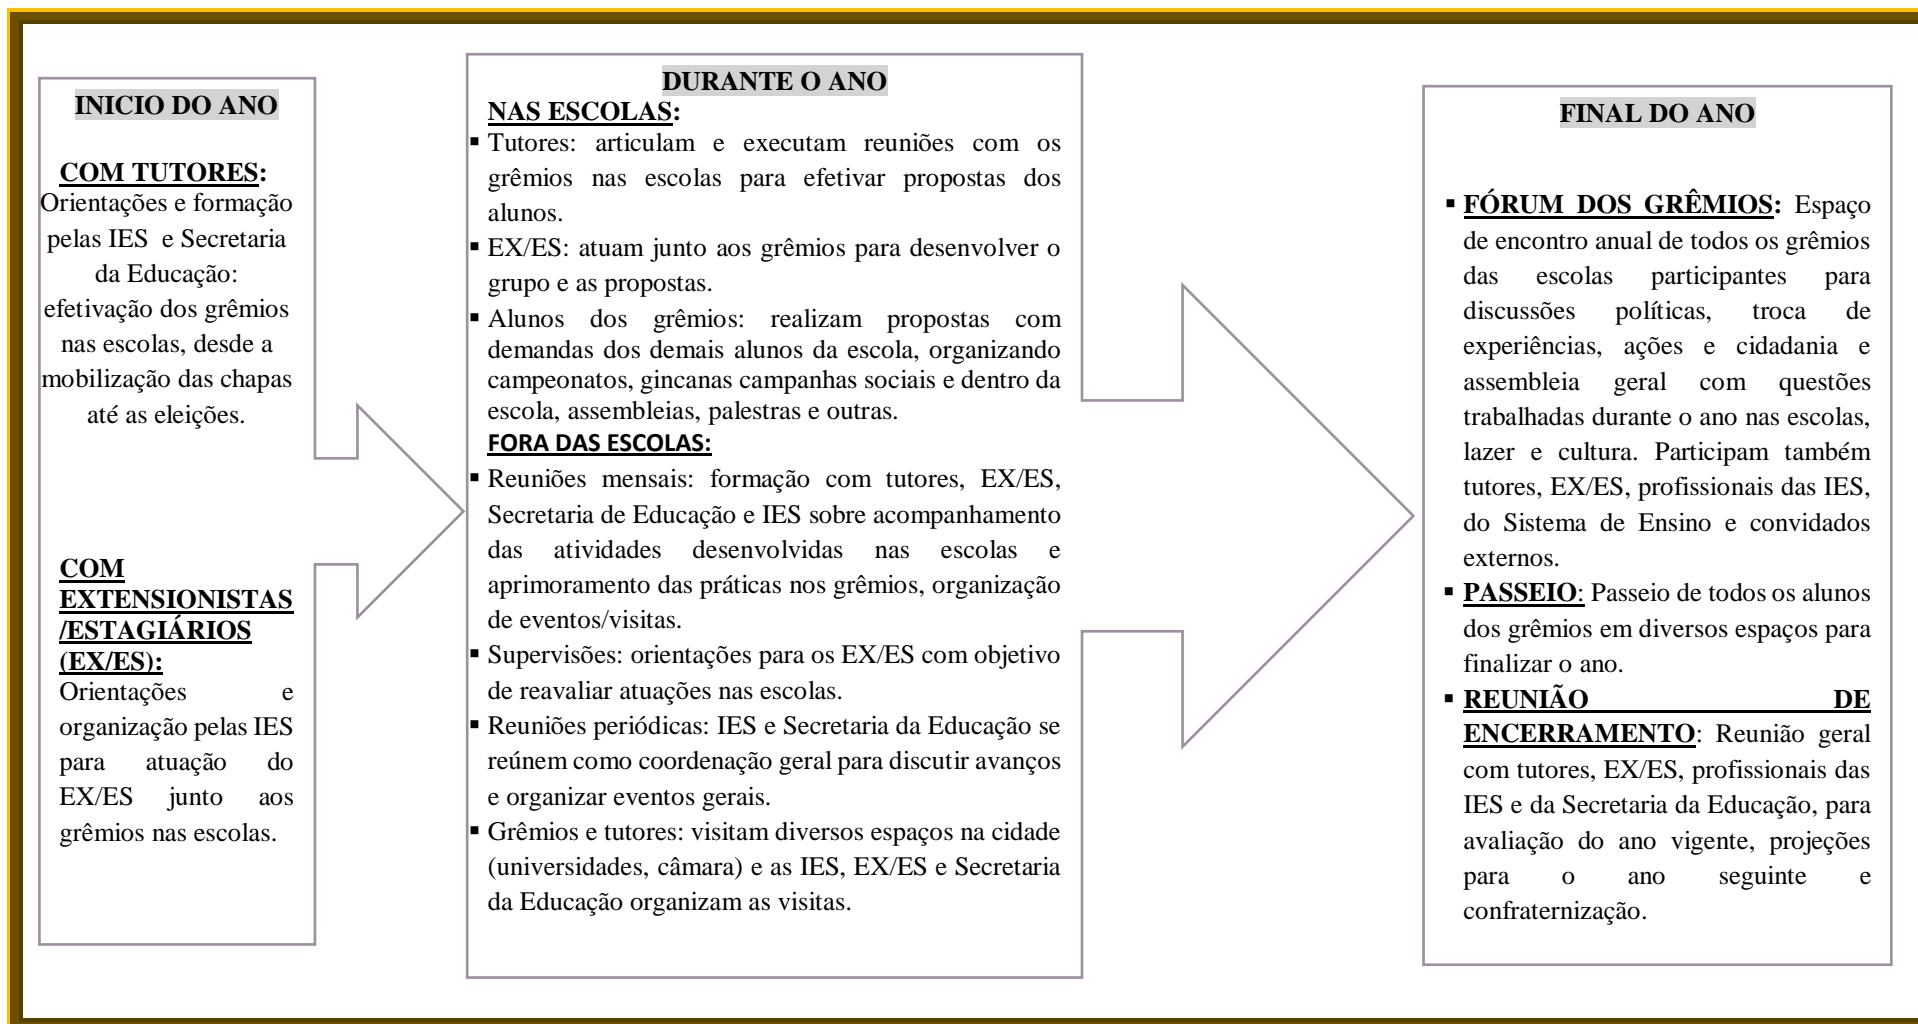 INICIO DO ANO
COM TUTORES:
Orientações e formação
pelas IES e Secretaria
da Educação:
efetivação dos grêmios
nas escolas, desde a
mobilização das chapas
até as eleições.
COM
EXTENSIONISTAS
/ESTAGIÁRIOS
(EX/ES):
Orientações e
organização pelas IES
para atuação do
EX/ES junto aos
grêmios nas escolas.
DURANTE O ANO
NAS ESCOLAS:
▪ Tutores: articulam e executam reuniões com os
grêmios nas escolas para efetivar propostas dos
alunos.
▪ EX/ES: atuam junto aos grêmios para desenvolver o
grupo e as propostas.
▪ Alunos dos grêmios: realizam propostas com
demandas dos demais alunos da escola, organizando
campeonatos, gincanas campanhas sociais e dentro da
escola, assembleias, palestras e outras.
FORA DAS ESCOLAS:
▪ Reuniões mensais: formação com tutores, EX/ES,
Secretaria de Educação e IES sobre acompanhamento
das atividades desenvolvidas nas escolas e
aprimoramento das práticas nos grêmios, organização
de eventos/visitas.
▪ Supervisões: orientações para os EX/ES com objetivo
de reavaliar atuações nas escolas.
▪ Reuniões periódicas: IES e Secretaria da Educação se
reúnem como coordenação geral para discutir avanços
e organizar eventos gerais.
▪ Grêmios e tutores: visitam diversos espaços na cidade
(universidades, câmara) e as IES, EX/ES e Secretaria
da Educação organizam as visitas.
FINAL DO ANO
▪ FÓRUM DOS GRÊMIOS: Espaço
de encontro anual de todos os grêmios
das escolas participantes para
discussões políticas, troca de
experiências, ações e cidadania e
assembleia geral com questões
trabalhadas durante o ano nas escolas,
lazer e cultura. Participam também
tutores, EX/ES, profissionais das IES,
do Sistema de Ensino e convidados
externos.
▪ PASSEIO: Passeio de todos os alunos
dos grêmios em diversos espaços para
finalizar o ano.
▪ REUNIÃO DE
ENCERRAMENTO: Reunião geral
com tutores, EX/ES, profissionais das
IES e da Secretaria da Educação, para
avaliação do ano vigente, projeções
para o ano seguinte e
confraternização.